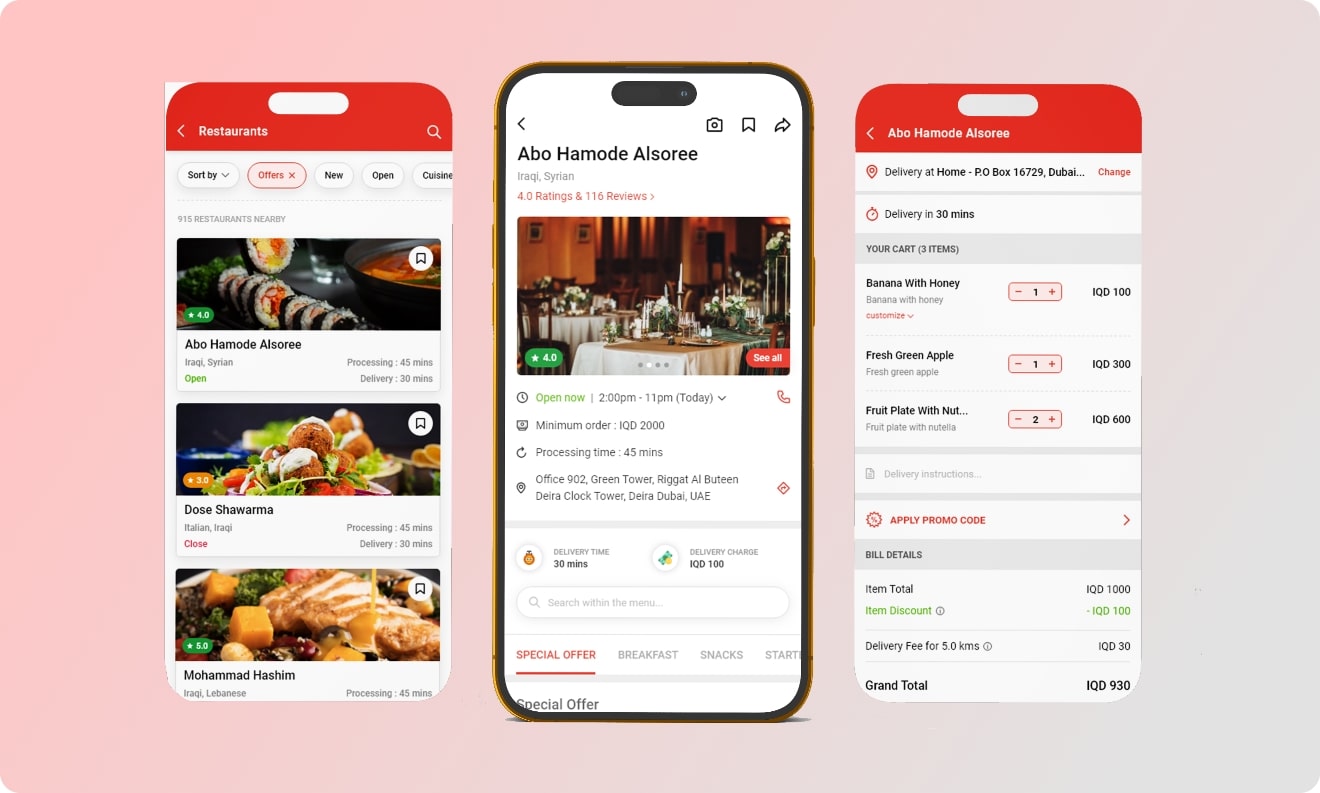 Restaurants
Sort by
Offers ×
New
Open
Cuisine
915 RESTAURANTS NEARBY
★ 4.0
Abo Hamode Alsoree
Iraqi, Syrian
Processing : 45 mins
Open
Delivery : 30 mins
★ 3.0
Dose Shawarma
Italian, Iraqi
Processing : 45 mins
Close
Delivery : 30 mins
★ 5.0
Mohammad Hashim
Iraqi, Lebanese
Processing : 45 mins
Abo Hamode Alsoree
Iraqi, Syrian
4.0 Ratings & 116 Reviews >
★ 4.0
See all
Open now | 2:00pm - 11pm (Today)
Minimum order : IQD 2000
Processing time : 45 mins
Office 902, Green Tower, Riggat Al Buteen
Deira Clock Tower, Deira Dubai, UAE
DELIVERY TIME
30 mins
DELIVERY CHARGE
IQD 100
Search within the menu...
SPECIAL OFFER
BREAKFAST
SNACKS
STARTE
Special Offer
Abo Hamode Alsoree
Delivery at Home - P.O Box 16729, Dubai...
Change
Delivery in 30 mins
YOUR CART (3 ITEMS)
Banana With Honey
Banana with honey
customize
− 1 +
IQD 100
Fresh Green Apple
Fresh green apple
− 1 +
IQD 300
Fruit Plate With Nut...
Fruit plate with nutella
− 2 +
IQD 600
Delivery instructions...
APPLY PROMO CODE
BILL DETAILS
Item Total
IQD 1000
Item Discount
- IQD 100
Delivery Fee for 5.0 kms
IQD 30
Grand Total
IQD 930